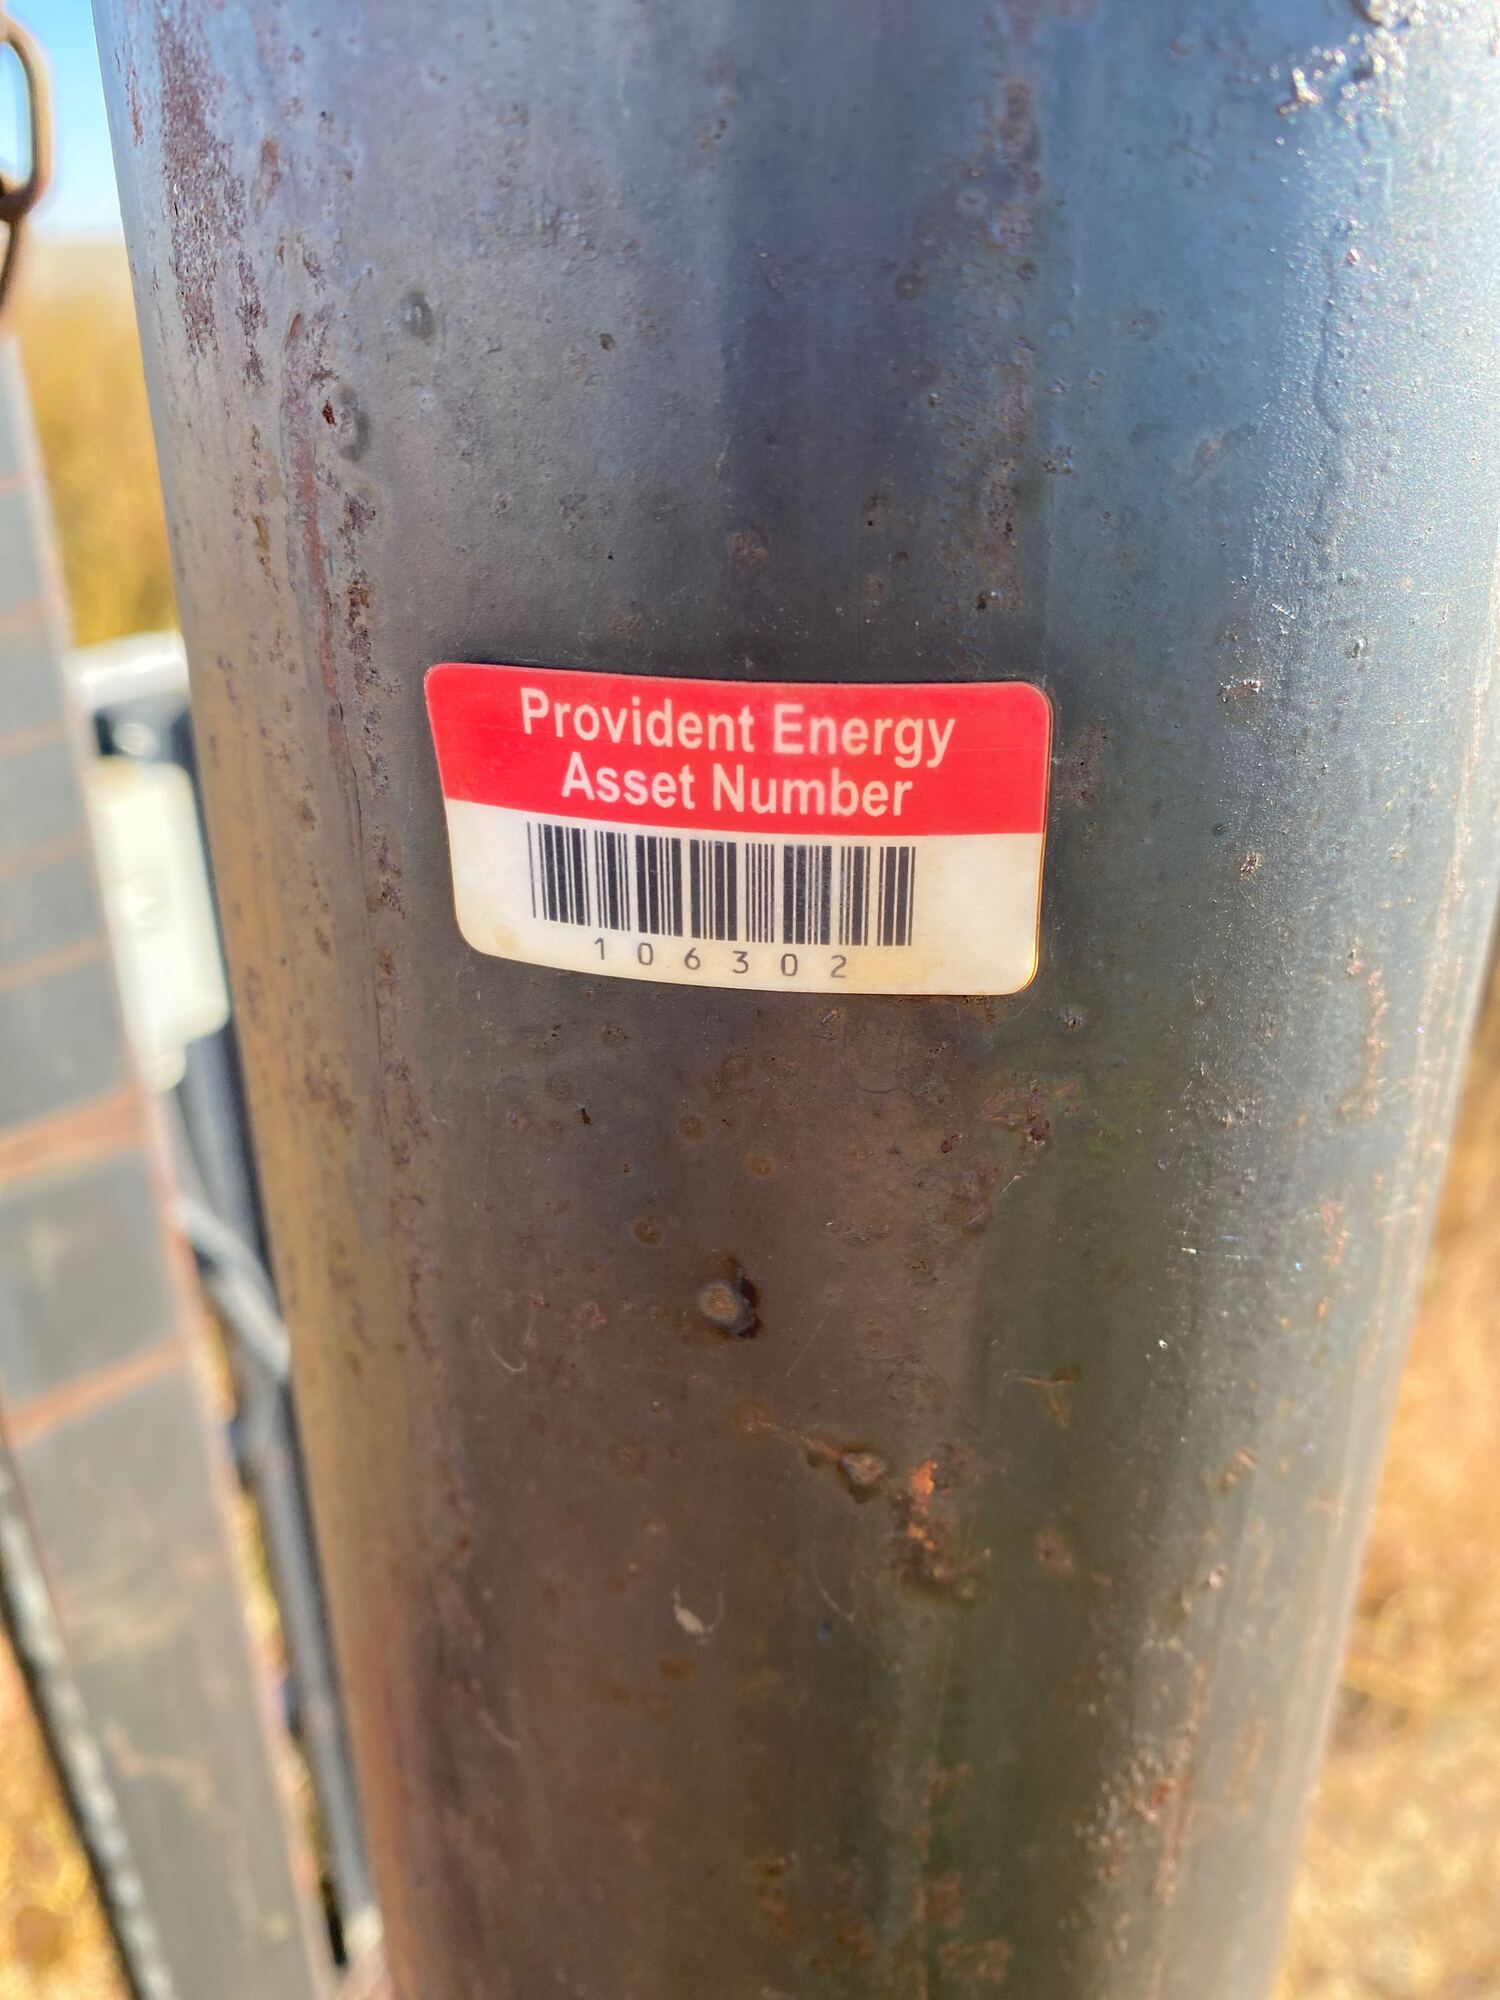 Provident Energy
Asset Number
106302